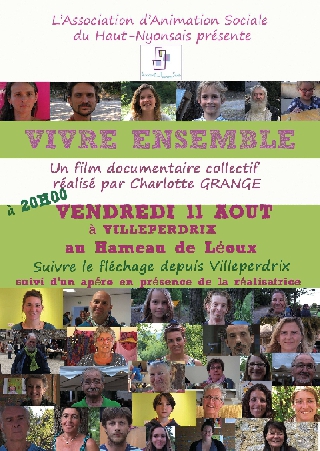 L'Association d'Animation Sociale
du Haut-Nyonsais présente
VIVRE ENSEMBLE
Un film documentaire collectif
réalisé par Charlotte GRANGE
à 20H00
VENDREDI 11 AOUT
à VILLEPERDRIX
au Hameau de Léoux
Suivre le fléchage depuis Villeperdrix
suivi d'un apéro en présence de la réalisatrice